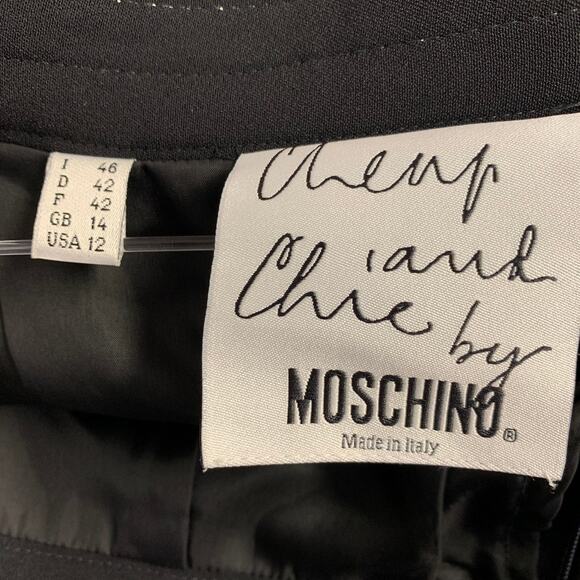 I 46
D 42
F 42
GB 14
USA 12
Cheap
and
Chic by
MOSCHINO®
Made in Italy